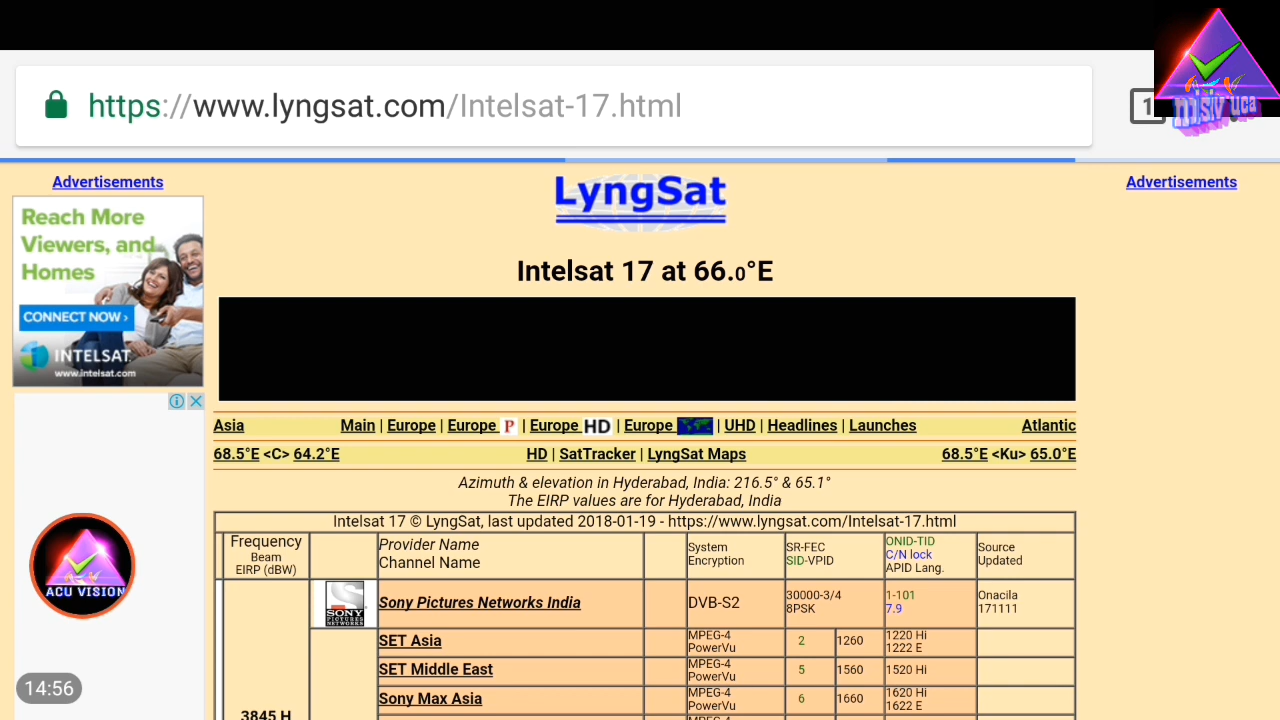 https://www.lyngsat.com/Intelsat-17.html
1
m.s.v uca
Advertisements
LyngSat
Advertisements
Reach More
Viewers, and
Homes
CONNECT NOW ›
INTELSAT
www.intelsat.com
Intelsat 17 at 66.0°E
Asia Main | Europe | Europe P | Europe HD | Europe | UHD | Headlines | Launches Atlantic
68.5°E <C> 64.2°E HD | SatTracker | LyngSat Maps 68.5°E <Ku> 65.0°E
Azimuth & elevation in Hyderabad, India: 216.5° & 65.1°
The EIRP values are for Hyderabad, India
Intelsat 17 © LyngSat, last updated 2018-01-19 - https://www.lyngsat.com/Intelsat-17.html
Frequency
Beam
EIRP (dBW)
Provider Name
Channel Name
System
Encryption
SR-FEC
SID-VPID
ONID-TID
C/N lock
APID Lang.
Source
Updated
SONY
PICTURES
NETWORKS
Sony Pictures Networks India
DVB-S2
30000-3/4
8PSK
1-101
7.9
Onacila
171111
SET Asia
MPEG-4
PowerVu
2
1260
1220 Hi
1222 E
SET Middle East
MPEG-4
PowerVu
5
1560
1520 Hi
Sony Max Asia
MPEG-4
PowerVu
6
1660
1620 Hi
1622 E
3845 H
ACU VISION
14:56